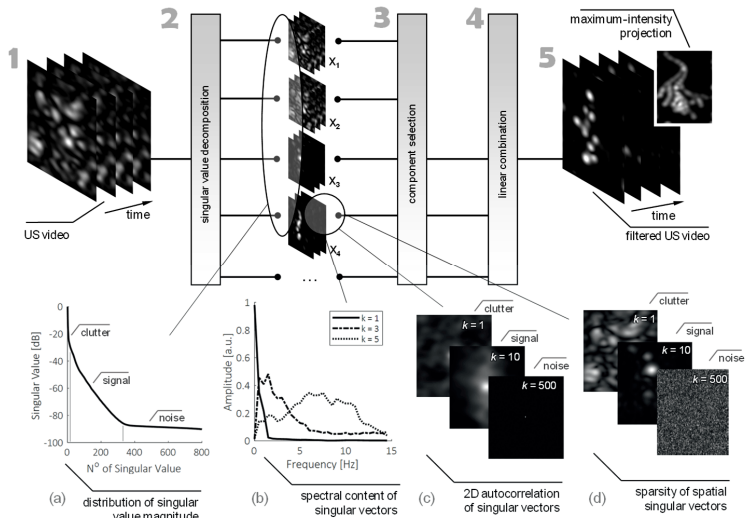 maximum-intensity
projection
1
2
3
4
5
X1
X2
X3
X4
...
singular value decomposition
component selection
linear combination
time
US video
time
filtered US video
0
-20
-40
-60
-80
-100
Singular Value [dB]
clutter
signal
noise
0
200
400
600
800
N° of Singular Value
(a)
distribution of singular
value magnitude
1
0.8
0.6
0.4
0.2
0
Amplitude [a.u.]
k = 1
k = 3
k = 5
0
5
10
15
Frequency [Hz]
(b)
spectral content of
singular vectors
clutter
k = 1
signal
k = 10
noise
k = 500
(c)
2D autocorrelation
of singular vectors
clutter
k = 1
signal
k = 10
noise
k = 500
(d)
sparsity of spatial
singular vectors